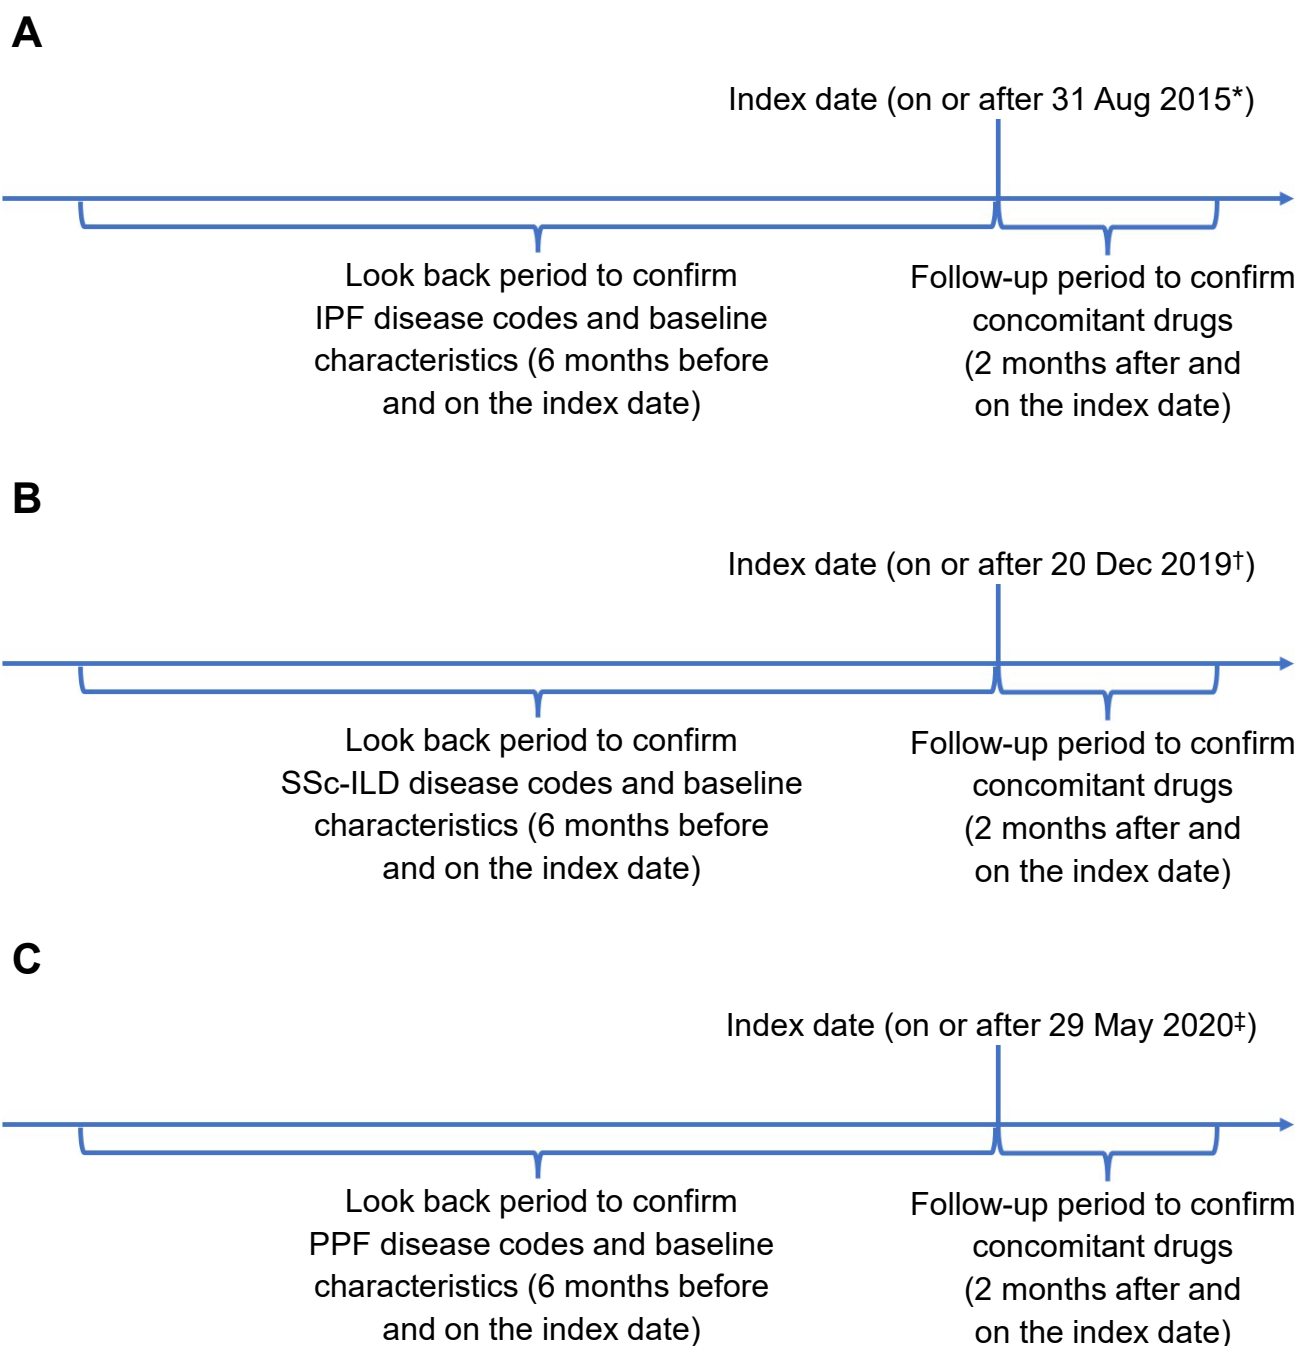 A
Index date (on or after 31 Aug 2015*)
Look back period to confirm
IPF disease codes and baseline
characteristics (6 months before
and on the index date)
Follow-up period to confirm
concomitant drugs
(2 months after and
on the index date)
B
Index date (on or after 20 Dec 2019†)
Look back period to confirm
SSc-ILD disease codes and baseline
characteristics (6 months before
and on the index date)
Follow-up period to confirm
concomitant drugs
(2 months after and
on the index date)
C
Index date (on or after 29 May 2020‡)
Look back period to confirm
PPF disease codes and baseline
characteristics (6 months before
and on the index date)
Follow-up period to confirm
concomitant drugs
(2 months after and
on the index date)